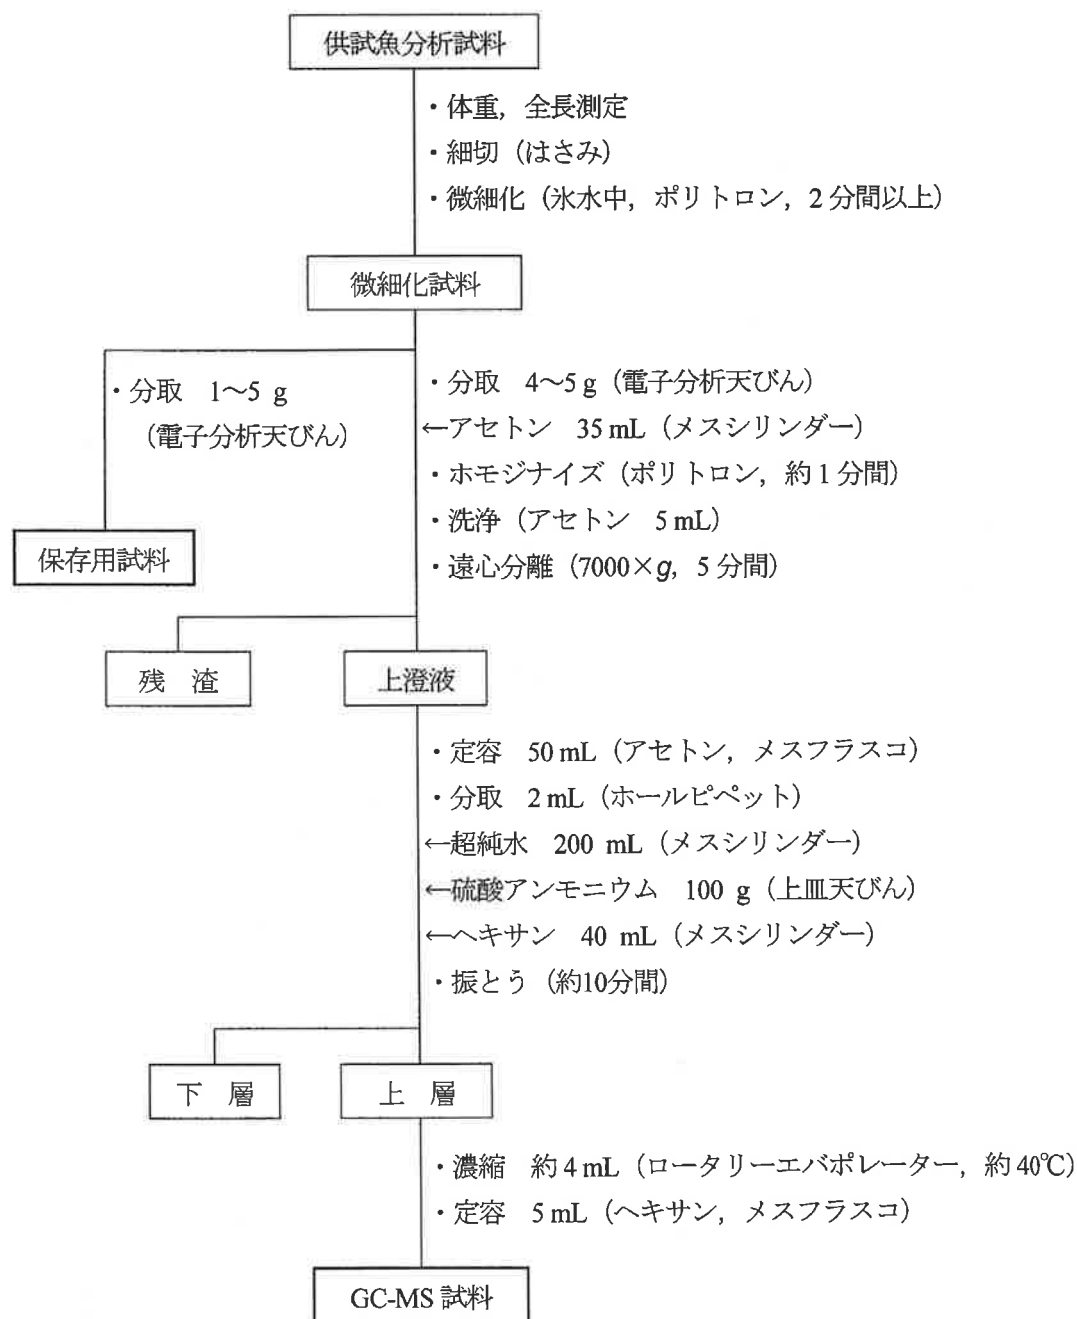 供試魚分析試料
・体重，全長測定
・細切（はさみ）
・微細化（氷水中，ポリトロン，2 分間以上）
微細化試料
・分取　1～5 g
（電子分析天びん）
・分取　4～5 g（電子分析天びん）
←アセトン　35 mL（メスシリンダー）
・ホモジナイズ（ポリトロン，約 1 分間）
・洗浄（アセトン　5 mL）
・遠心分離（7000×g，5 分間）
保存用試料
残　渣
上澄液
・定容　50 mL（アセトン，メスフラスコ）
・分取　2 mL（ホールピペット）
←超純水　200 mL（メスシリンダー）
←硫酸アンモニウム　100 g（上皿天びん）
←ヘキサン　40 mL（メスシリンダー）
・振とう（約10分間）
下　層
上　層
・濃縮　約 4 mL（ロータリーエバポレーター，約 40℃）
・定容　5 mL（ヘキサン，メスフラスコ）
GC-MS 試料